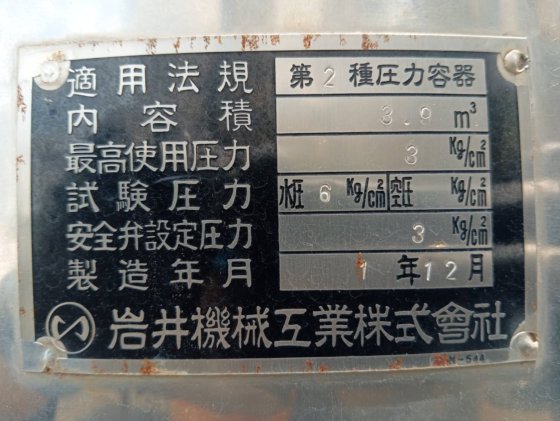 適用法規 第2種圧力容器
内容積 3.9 m³
最高使用圧力 3 Kg/cm²
試験圧力 水圧 6 Kg/cm² 空圧 Kg/cm²
安全弁設定圧力 3 Kg/cm²
製造年月 1年12月
岩井機械工業株式會社
M-544